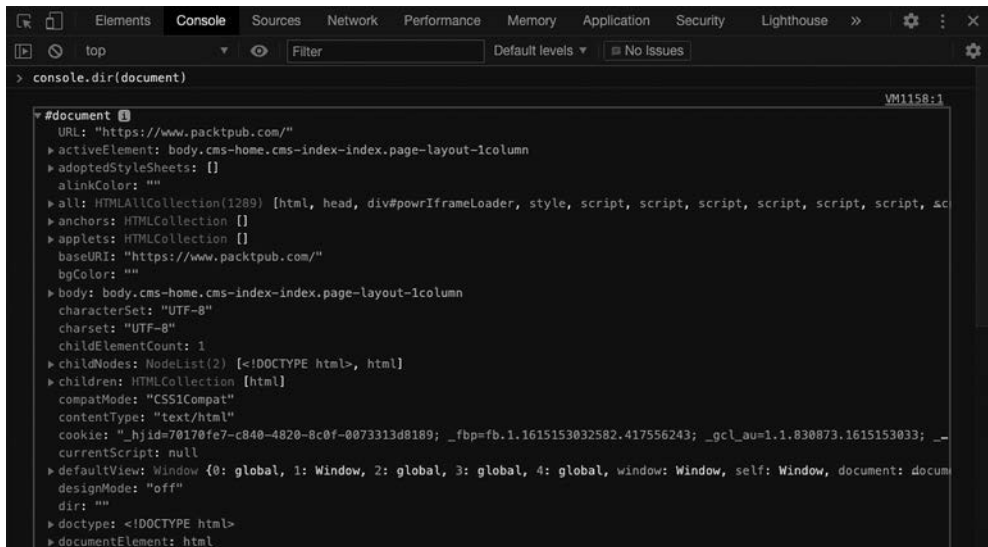 Elements Console Sources Network Performance Memory Application Security Lighthouse »
top Filter Default levels No Issues
> console.dir(document)
VM1158:1
#document i
URL: "https://www.packtpub.com/"
activeElement: body.cms-home.cms-index-index.page-layout-1column
adoptedStyleSheets: []
alinkColor: ""
all: HTMLAllCollection(1289) [html, head, div#powrIframeLoader, style, script, script, script, script, script, script,
anchors: HTMLCollection []
applets: HTMLCollection []
baseURI: "https://www.packtpub.com/"
bgColor: ""
body: body.cms-home.cms-index-index.page-layout-1column
characterSet: "UTF-8"
charset: "UTF-8"
childElementCount: 1
childNodes: NodeList(2) [<!DOCTYPE html>, html]
children: HTMLCollection [html]
compatMode: "CSS1Compat"
contentType: "text/html"
cookie: "_hjid=70170fe7-c840-4820-8c0f-0073313d8189; _fbp=fb.1.1615153032582.417556243; _gcl_au=1.1.830873.1615153033; _…
currentScript: null
defaultView: Window {0: global, 1: Window, 2: global, 3: global, 4: global, window: Window, self: Window, document:
designMode: "off"
dir: ""
doctype: <!DOCTYPE html>
documentElement: html